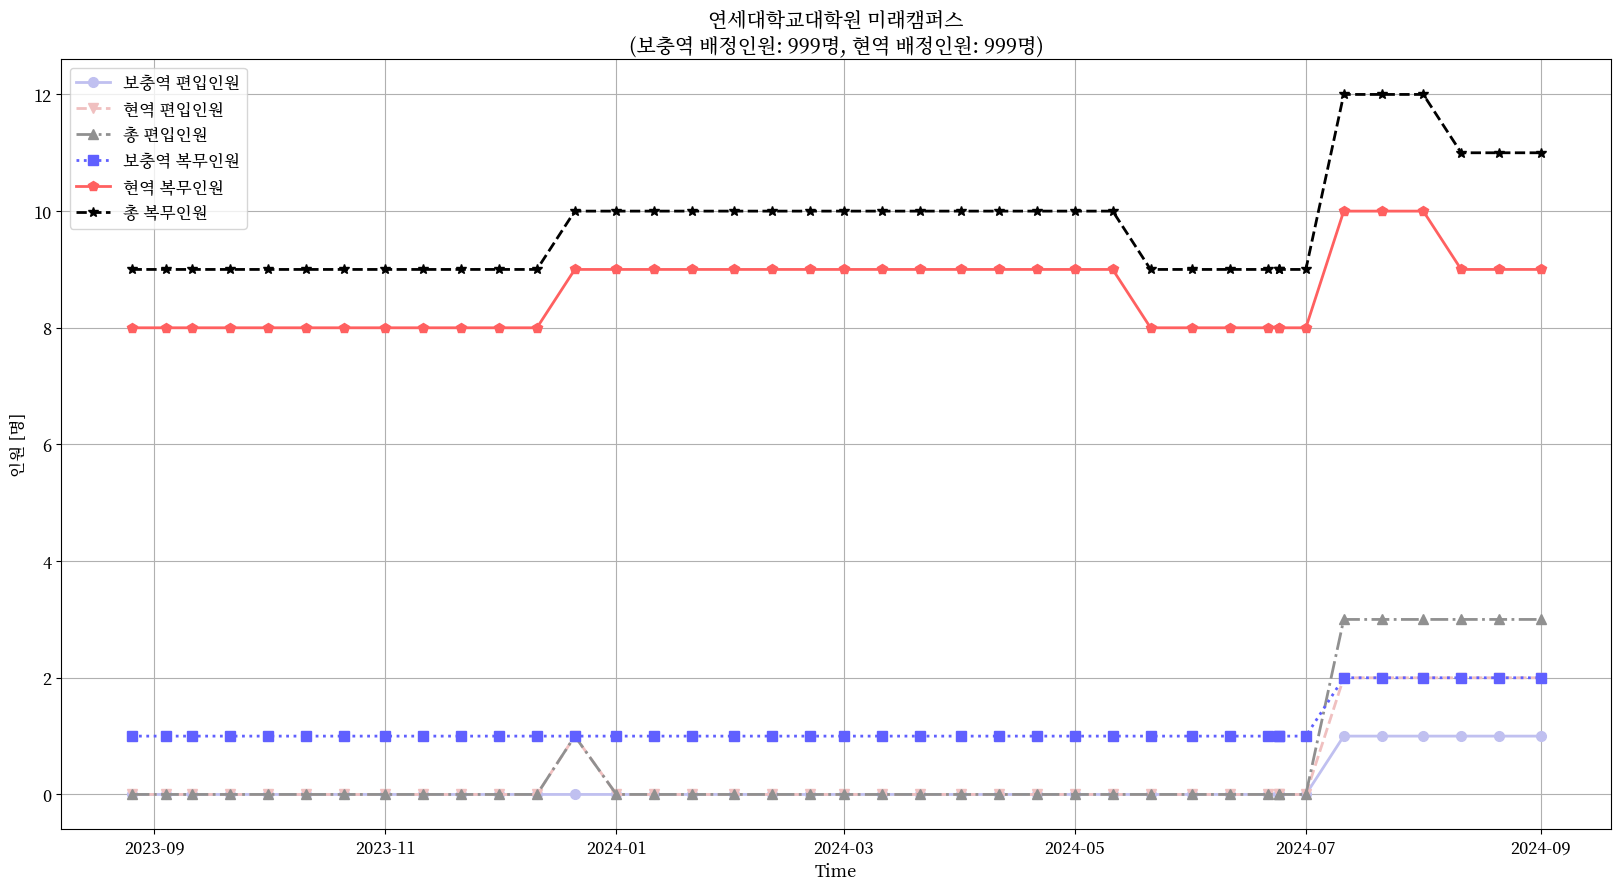 연세대학교대학원 미래캠퍼스
(보충역 배정인원: 999명, 현역 배정인원: 999명)
보충역 편입인원
현역 편입인원
총 편입인원
보충역 복무인원
현역 복무인원
총 복무인원
인원 [명]
12
10
8
6
4
2
0
2023-09
2023-11
2024-01
2024-03
2024-05
2024-07
2024-09
Time